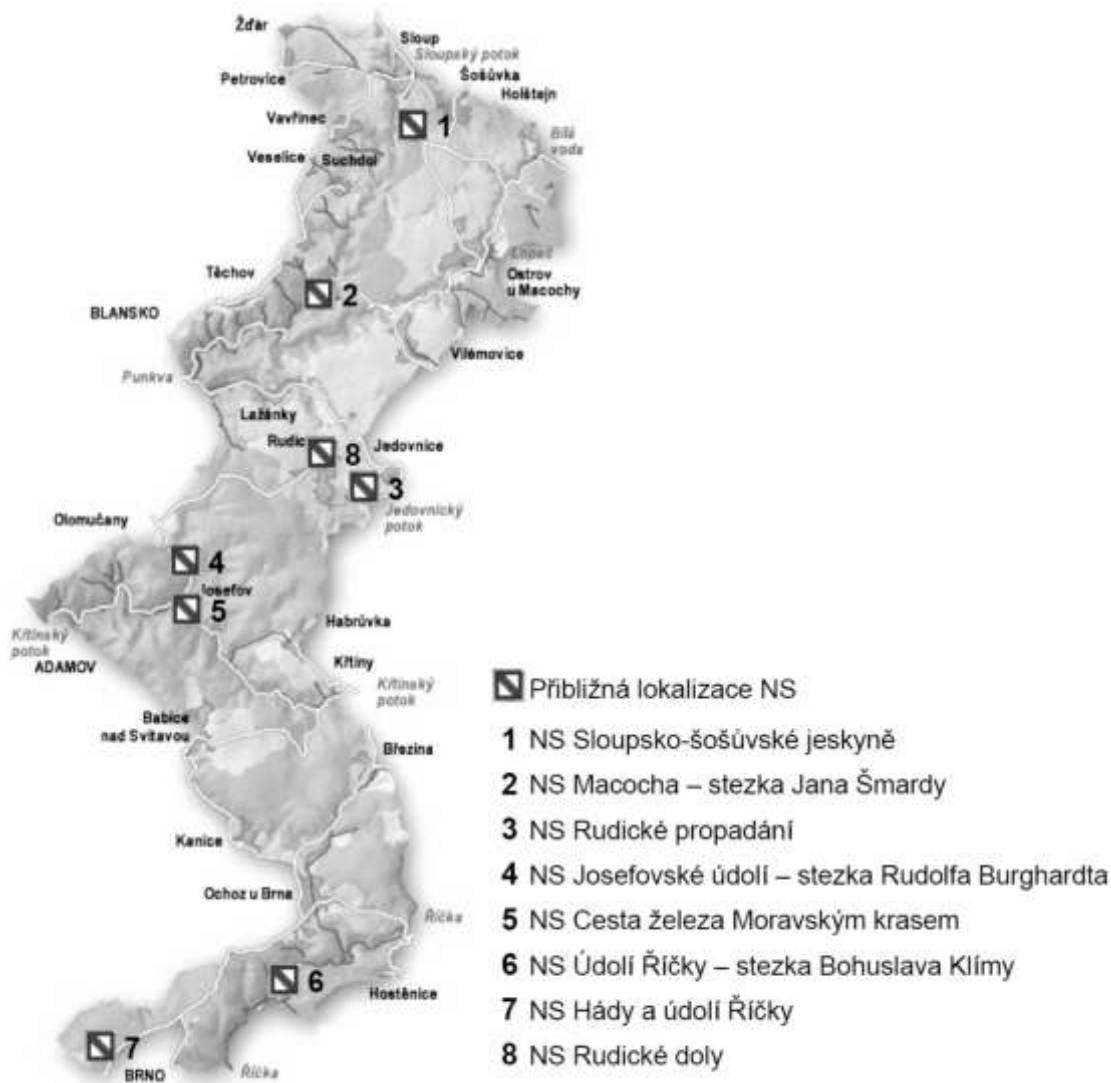 Žďár
Sloup
Sloupský potok
Petrovice
Šošůvka
Holštejn
Vavřinec
1
Bílá
voda
Veselice
Suchdol
Lopač
Těchov
Ostrov
u Macochy
2
BLANSKO
Vilémovice
Punkva
Lažánky
Rudic
8
Jedovnice
3
Jedovnický
potok
Olomučany
4
Josefov
5
Habrůvka
Křtinský
potok
ADAMOV
Křtiny
Křtinský
potok
Babice
nad Svitavou
Březina
Kanice
Ochoz u Brna
Říčka
6
Hostěnice
7
BRNO
Říčka
Přibližná lokalizace NS
1 NS Sloupsko-šošůvské jeskyně
2 NS Macocha – stezka Jana Šmardy
3 NS Rudické propadání
4 NS Josefovské údolí – stezka Rudolfa Burghardta
5 NS Cesta železa Moravským krasem
6 NS Údolí Říčky – stezka Bohuslava Klímy
7 NS Hády a údolí Říčky
8 NS Rudické doly